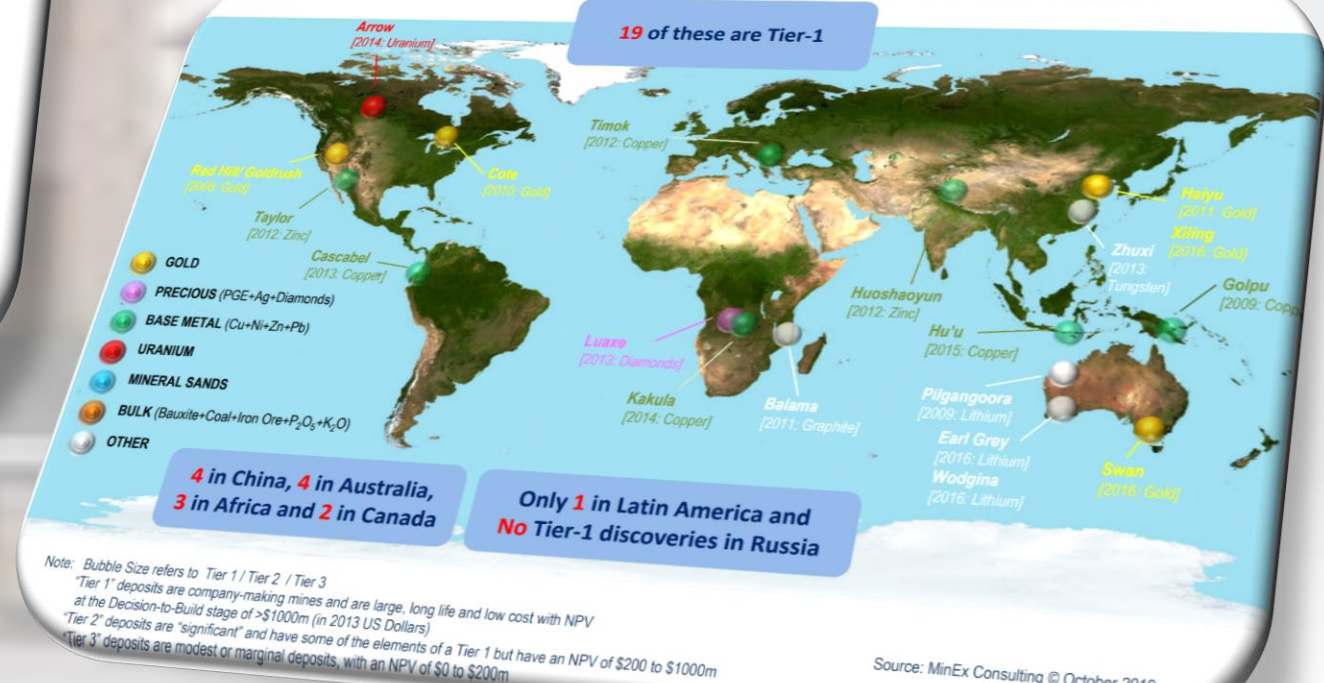 19 of these are Tier-1
Arrow
[2014: Uranium]
Timok
[2012: Copper]
Red Hill/ Goldrush
[2008: Gold]
Cote
[2010: Gold]
Taylor
[2012: Zinc]
Cascabel
[2013: Copper]
Haiyu
[2011: Gold]
Xiling
[2016: Gold]
Zhuxi
[2013:
Tungsten]
Golpu
[2009:
Huoshaoyun
[2012: Zinc]
Hu'u
[2015: Copper]
Luaxe
[2013: Diamonds]
Kakula
[2014: Copper]
Balama
[2011: Graphite]
Pilgangoora
[2009: Lithium]
Earl Grey
[2016: Lithium]
Wodgina
[2016: Lithium]
Swan
[2016: Gold]
GOLD
PRECIOUS (PGE+Ag+Diamonds)
BASE METAL (Cu+Ni+Zn+Pb)
URANIUM
MINERAL SANDS
BULK (Bauxite+Coal+Iron Ore+P₂O₅+K₂O)
OTHER
4 in China, 4 in Australia,
3 in Africa and 2 in Canada
Only 1 in Latin America and
No Tier-1 discoveries in Russia
Note: Bubble Size refers to Tier 1 / Tier 2 / Tier 3
"Tier 1" deposits are company-making mines and are large, long life and low cost with NPV
at the Decision-to-Build stage of >$1000m (in 2013 US Dollars)
"Tier 2" deposits are "significant" and have some of the elements of a Tier 1 but have an NPV of $200 to $1000m
"Tier 3" deposits are modest or marginal deposits, with an NPV of $0 to $200m
Source: MinEx Consulting © October